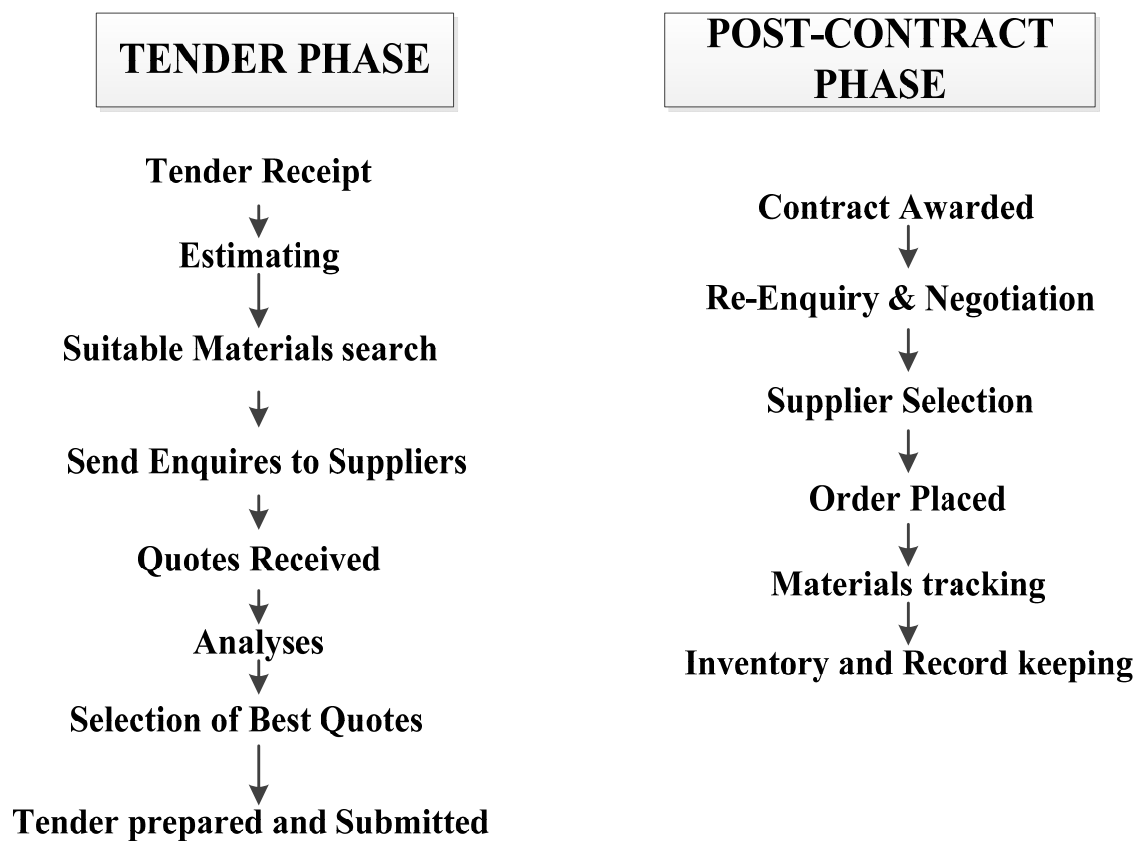 TENDER PHASE
Tender Receipt
Estimating
Suitable Materials search
Send Enquires to Suppliers
Quotes Received
Analyses
Selection of Best Quotes
Tender prepared and Submitted
POST-CONTRACT
PHASE
Contract Awarded
Re-Enquiry & Negotiation
Supplier Selection
Order Placed
Materials tracking
Inventory and Record keeping